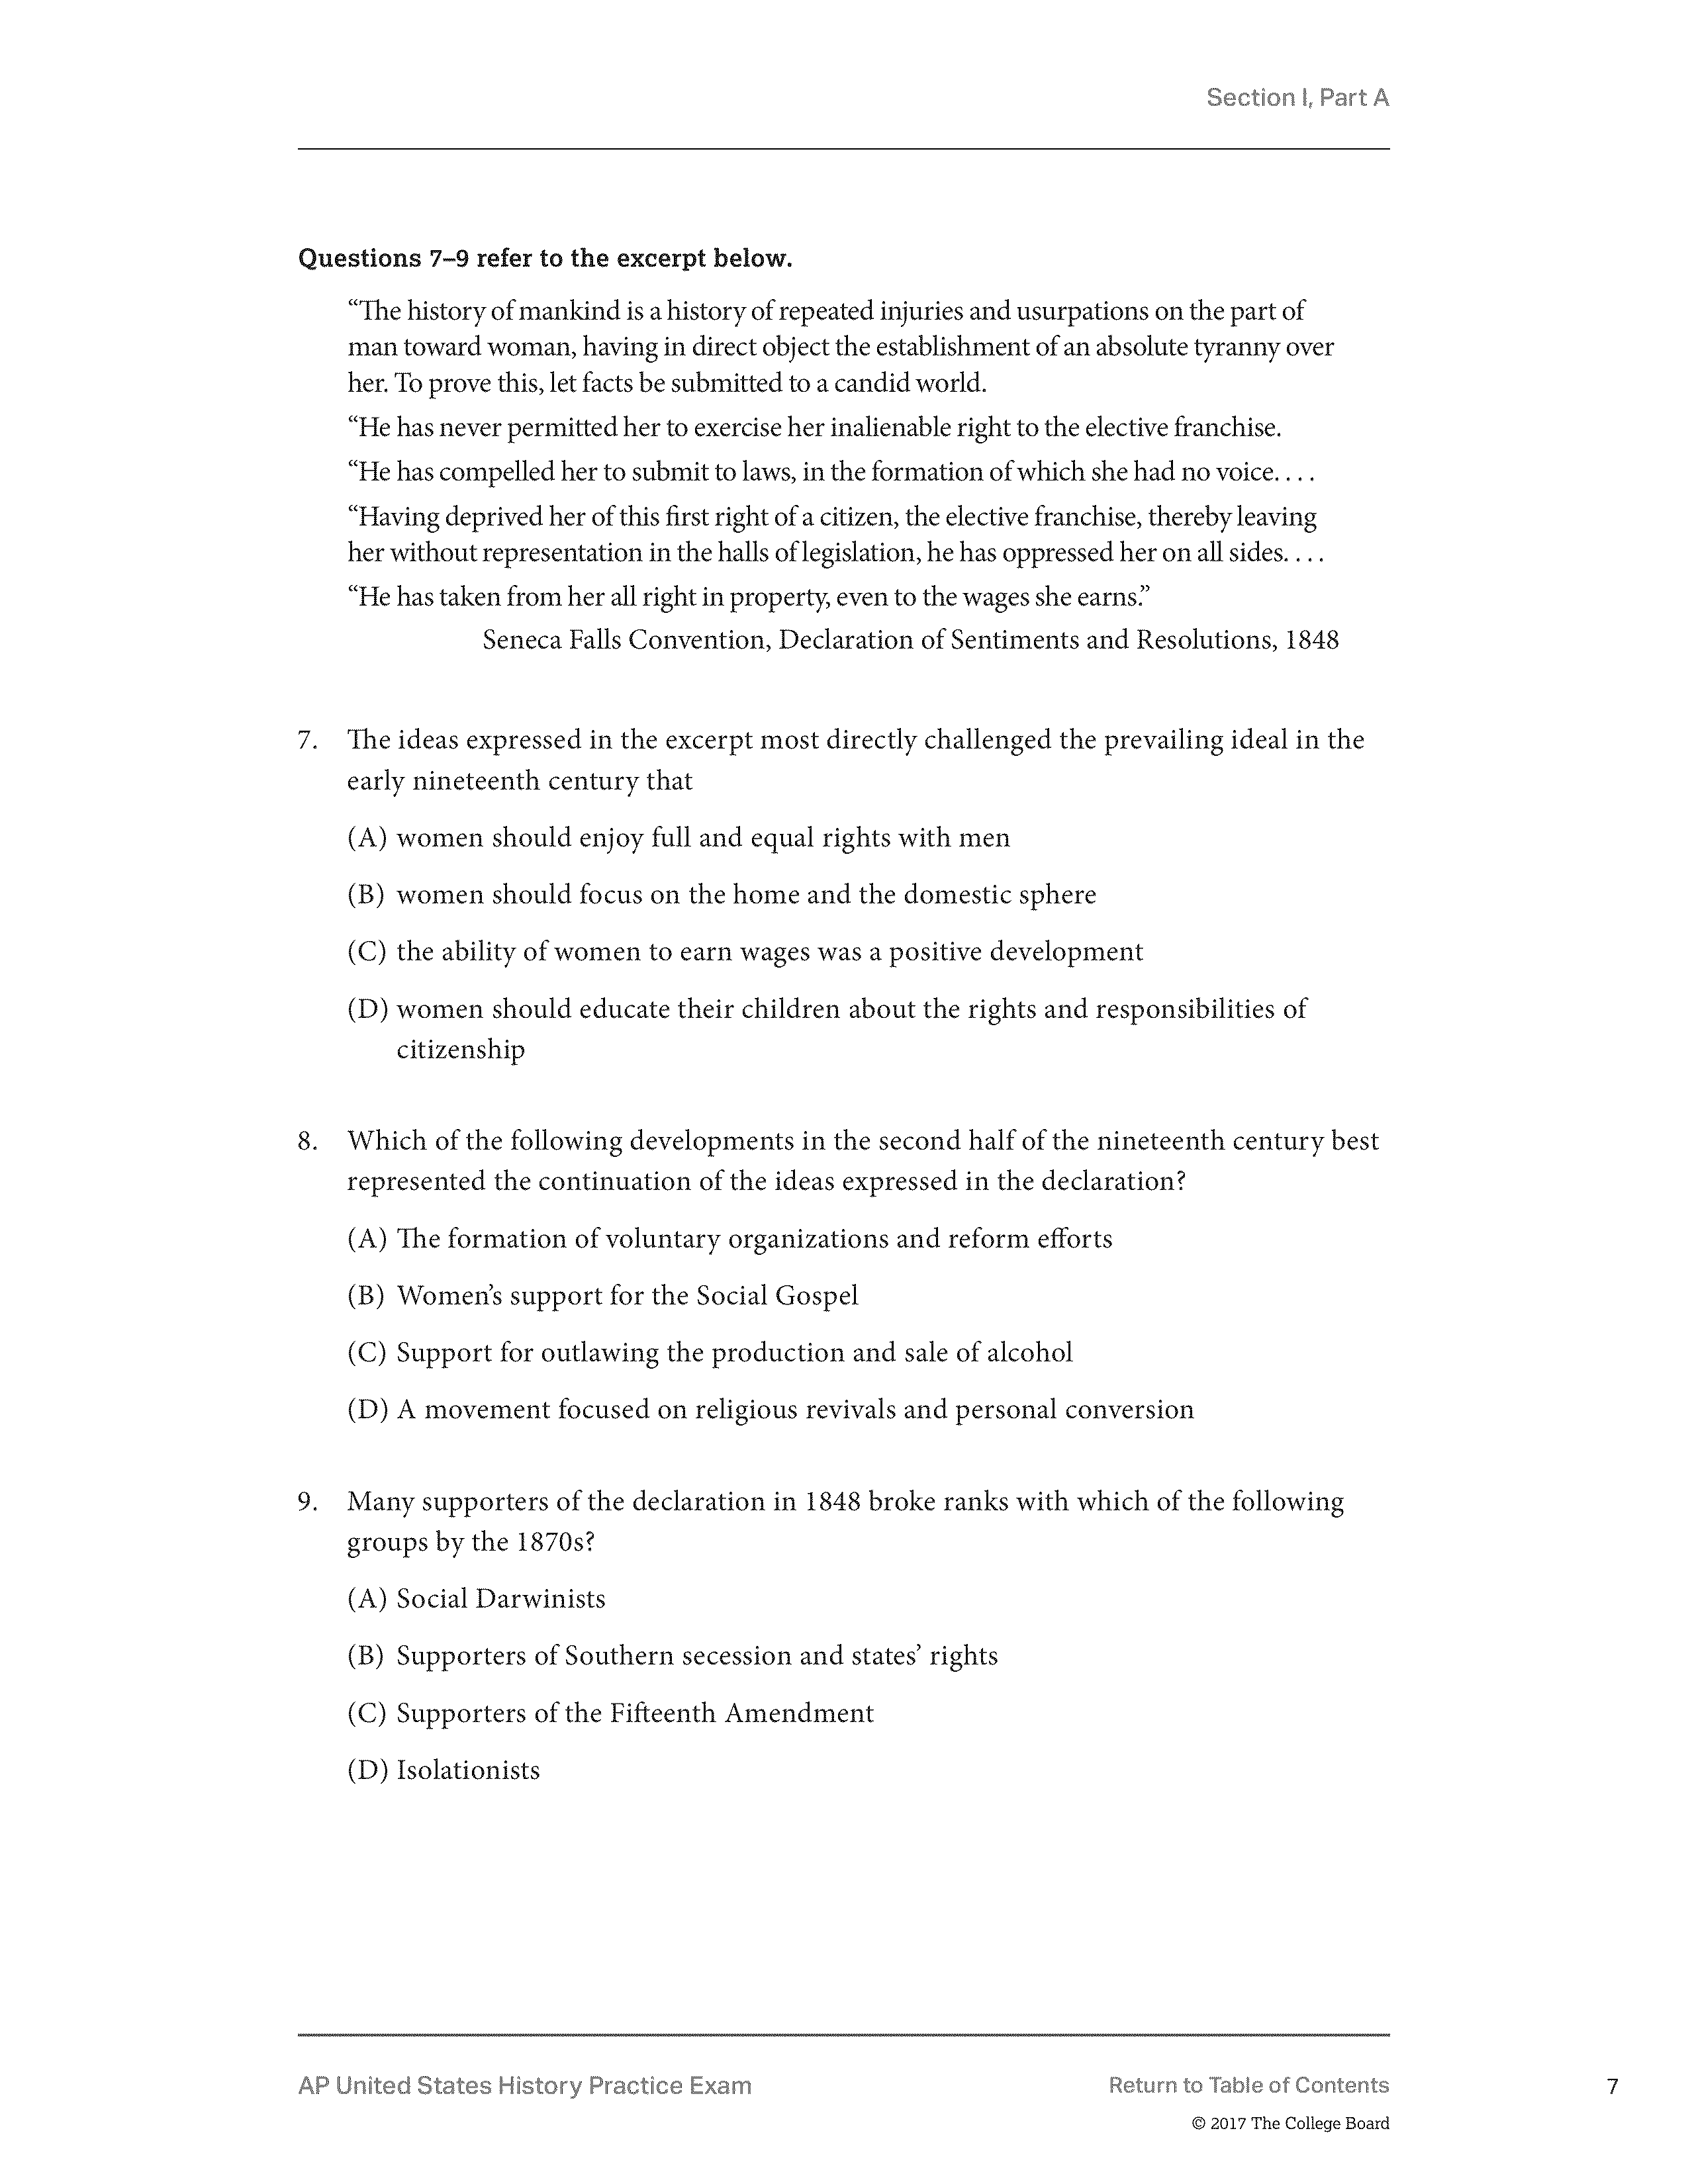 Section I, Part A
Questions 7–9 refer to the excerpt below.
“The history of mankind is a history of repeated injuries and usurpations on the part of
man toward woman, having in direct object the establishment of an absolute tyranny over
her. To prove this, let facts be submitted to a candid world.
“He has never permitted her to exercise her inalienable right to the elective franchise.
“He has compelled her to submit to laws, in the formation of which she had no voice. . . .
“Having deprived her of this first right of a citizen, the elective franchise, thereby leaving
her without representation in the halls of legislation, he has oppressed her on all sides. . . .
“He has taken from her all right in property, even to the wages she earns.”
Seneca Falls Convention, Declaration of Sentiments and Resolutions, 1848
7. The ideas expressed in the excerpt most directly challenged the prevailing ideal in the
early nineteenth century that
(A) women should enjoy full and equal rights with men
(B) women should focus on the home and the domestic sphere
(C) the ability of women to earn wages was a positive development
(D) women should educate their children about the rights and responsibilities of
citizenship
8. Which of the following developments in the second half of the nineteenth century best
represented the continuation of the ideas expressed in the declaration?
(A) The formation of voluntary organizations and reform efforts
(B) Women’s support for the Social Gospel
(C) Support for outlawing the production and sale of alcohol
(D) A movement focused on religious revivals and personal conversion
9. Many supporters of the declaration in 1848 broke ranks with which of the following
groups by the 1870s?
(A) Social Darwinists
(B) Supporters of Southern secession and states’ rights
(C) Supporters of the Fifteenth Amendment
(D) Isolationists
AP United States History Practice Exam
Return to Table of Contents
7
© 2017 The College Board